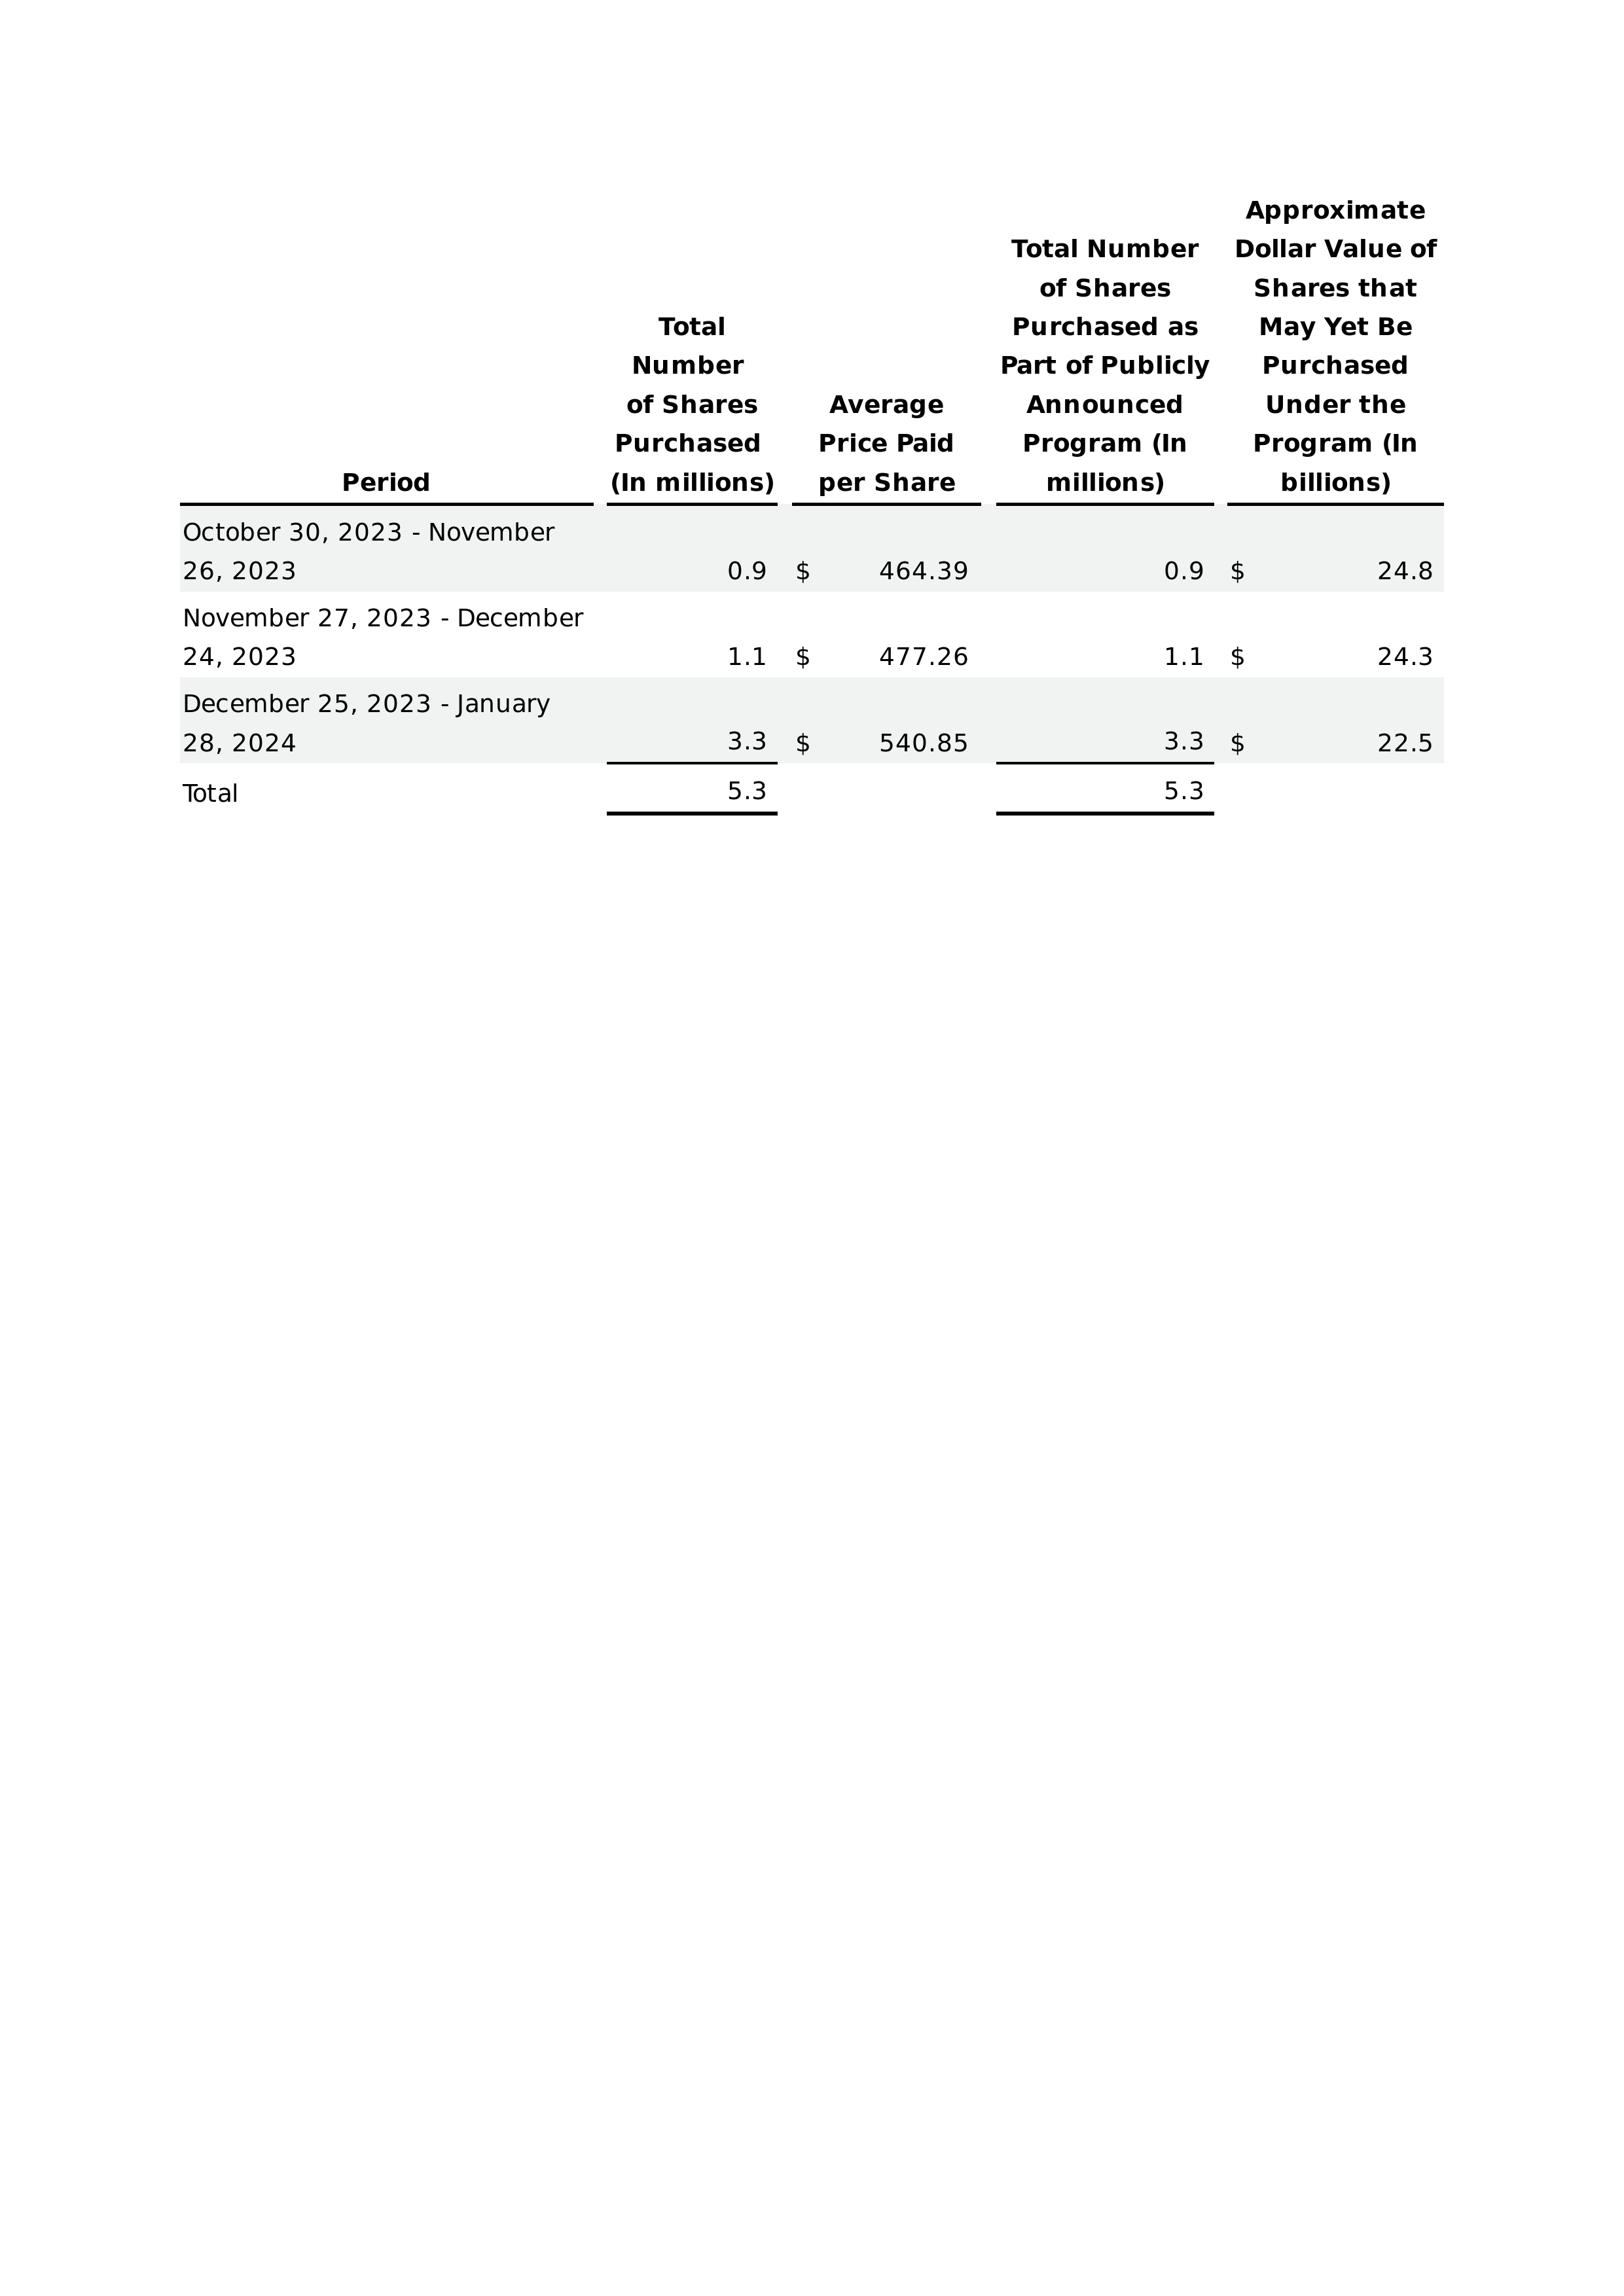 Period
Total
Number
of Shares
Purchased
(In millions)
Average
Price Paid
per Share
Total Number
of Shares
Purchased as
Part of Publicly
Announced
Program (In
millions)
Approximate
Dollar Value of
Shares that
May Yet Be
Purchased
Under the
Program (In
billions)
October 30, 2023 - November
26, 2023 0.9 $ 464.39 0.9 $ 24.8
November 27, 2023 - December
24, 2023 1.1 $ 477.26 1.1 $ 24.3
December 25, 2023 - January
28, 2024 3.3 $ 540.85 3.3 $ 22.5
Total 5.3 5.3